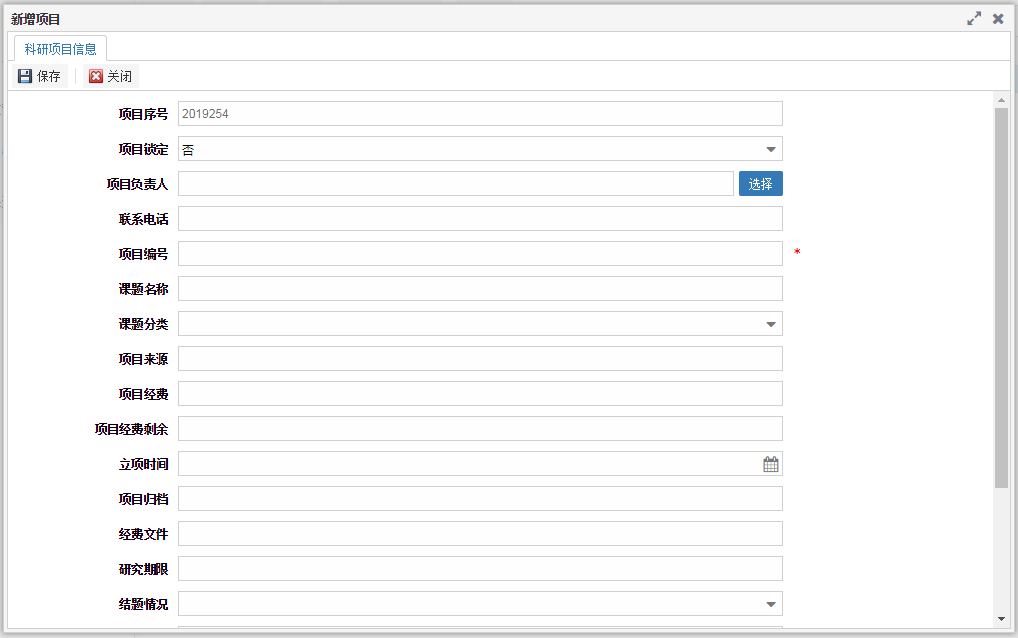 新增项目
科研项目信息
保存 关闭
项目序号 2019254
项目锁定 否
项目负责人 选择
联系电话
项目编号 *
课题名称
课题分类
项目来源
项目经费
项目经费剩余
立项时间
项目归档
经费文件
研究期限
结题情况